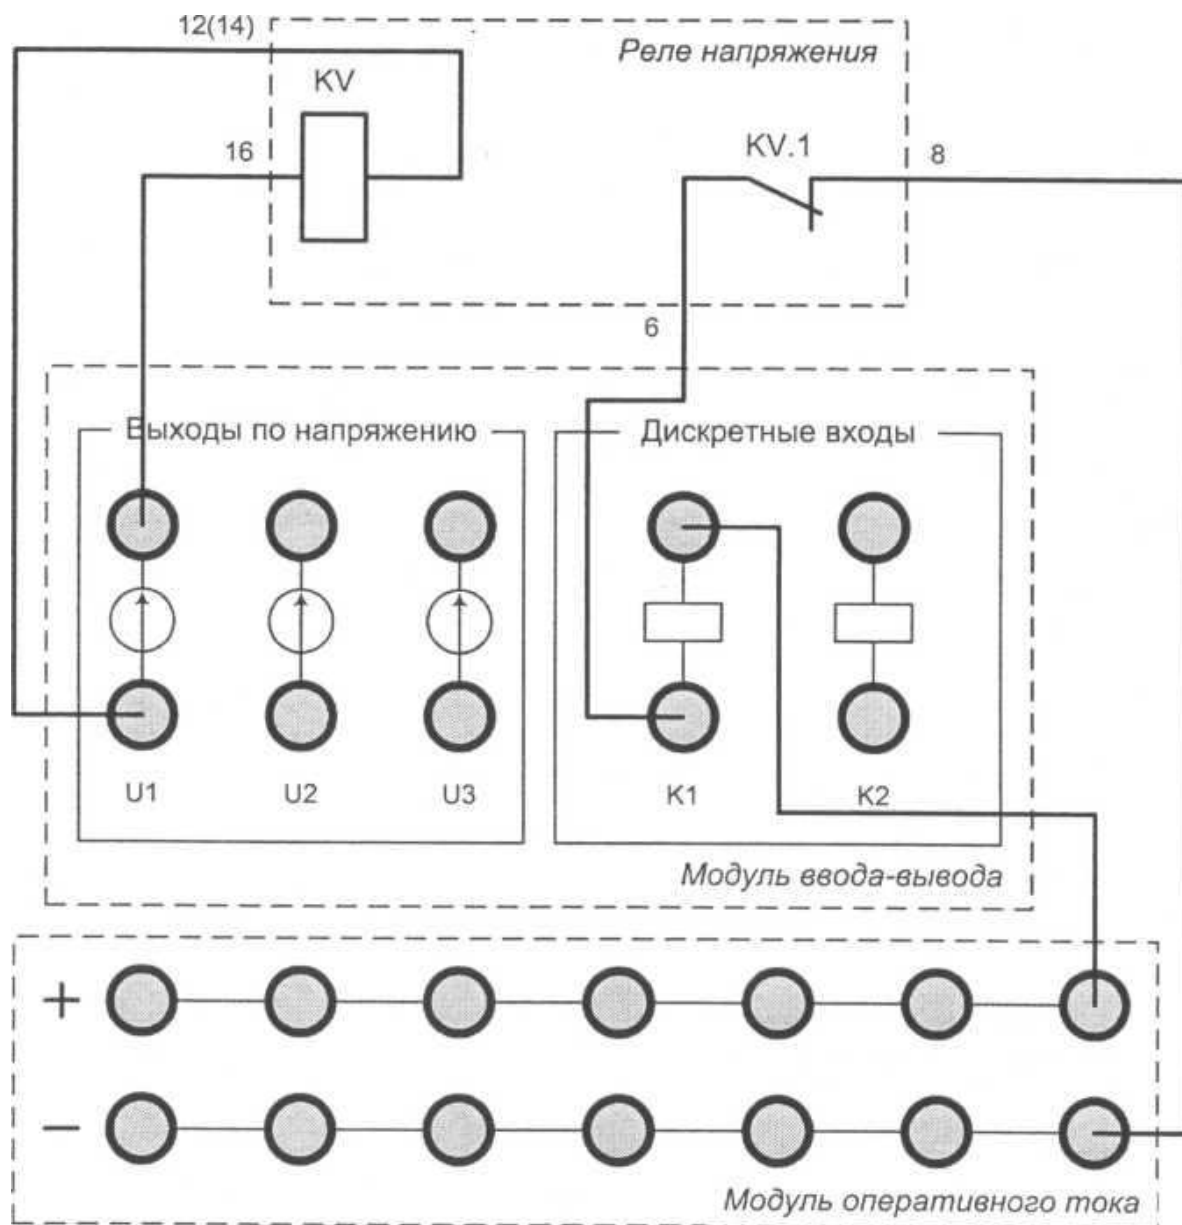 12(14)
Реле напряжения
KV
KV.1
16
8
6
Выходы по напряжению
Дискретные входы
U1
U2
U3
K1
K2
Модуль ввода-вывода
+
−
Модуль оперативного тока